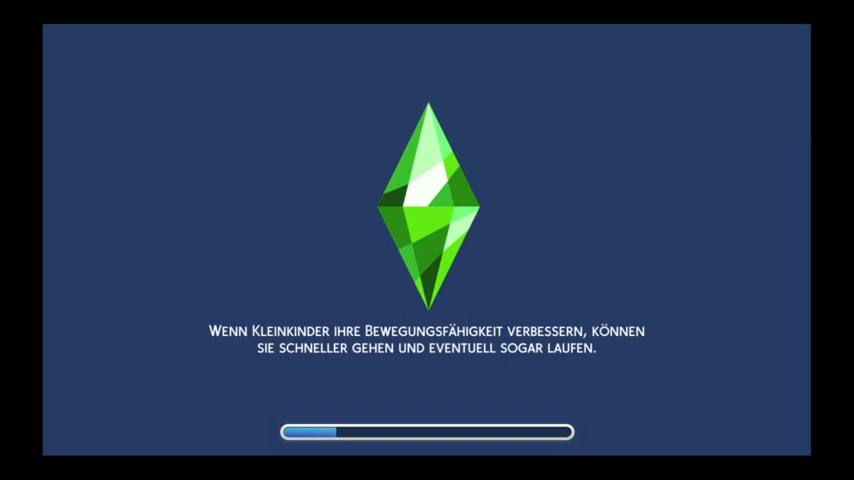 Wenn Kleinkinder ihre Bewegungsfähigkeit verbessern, können
sie schneller gehen und eventuell sogar laufen.